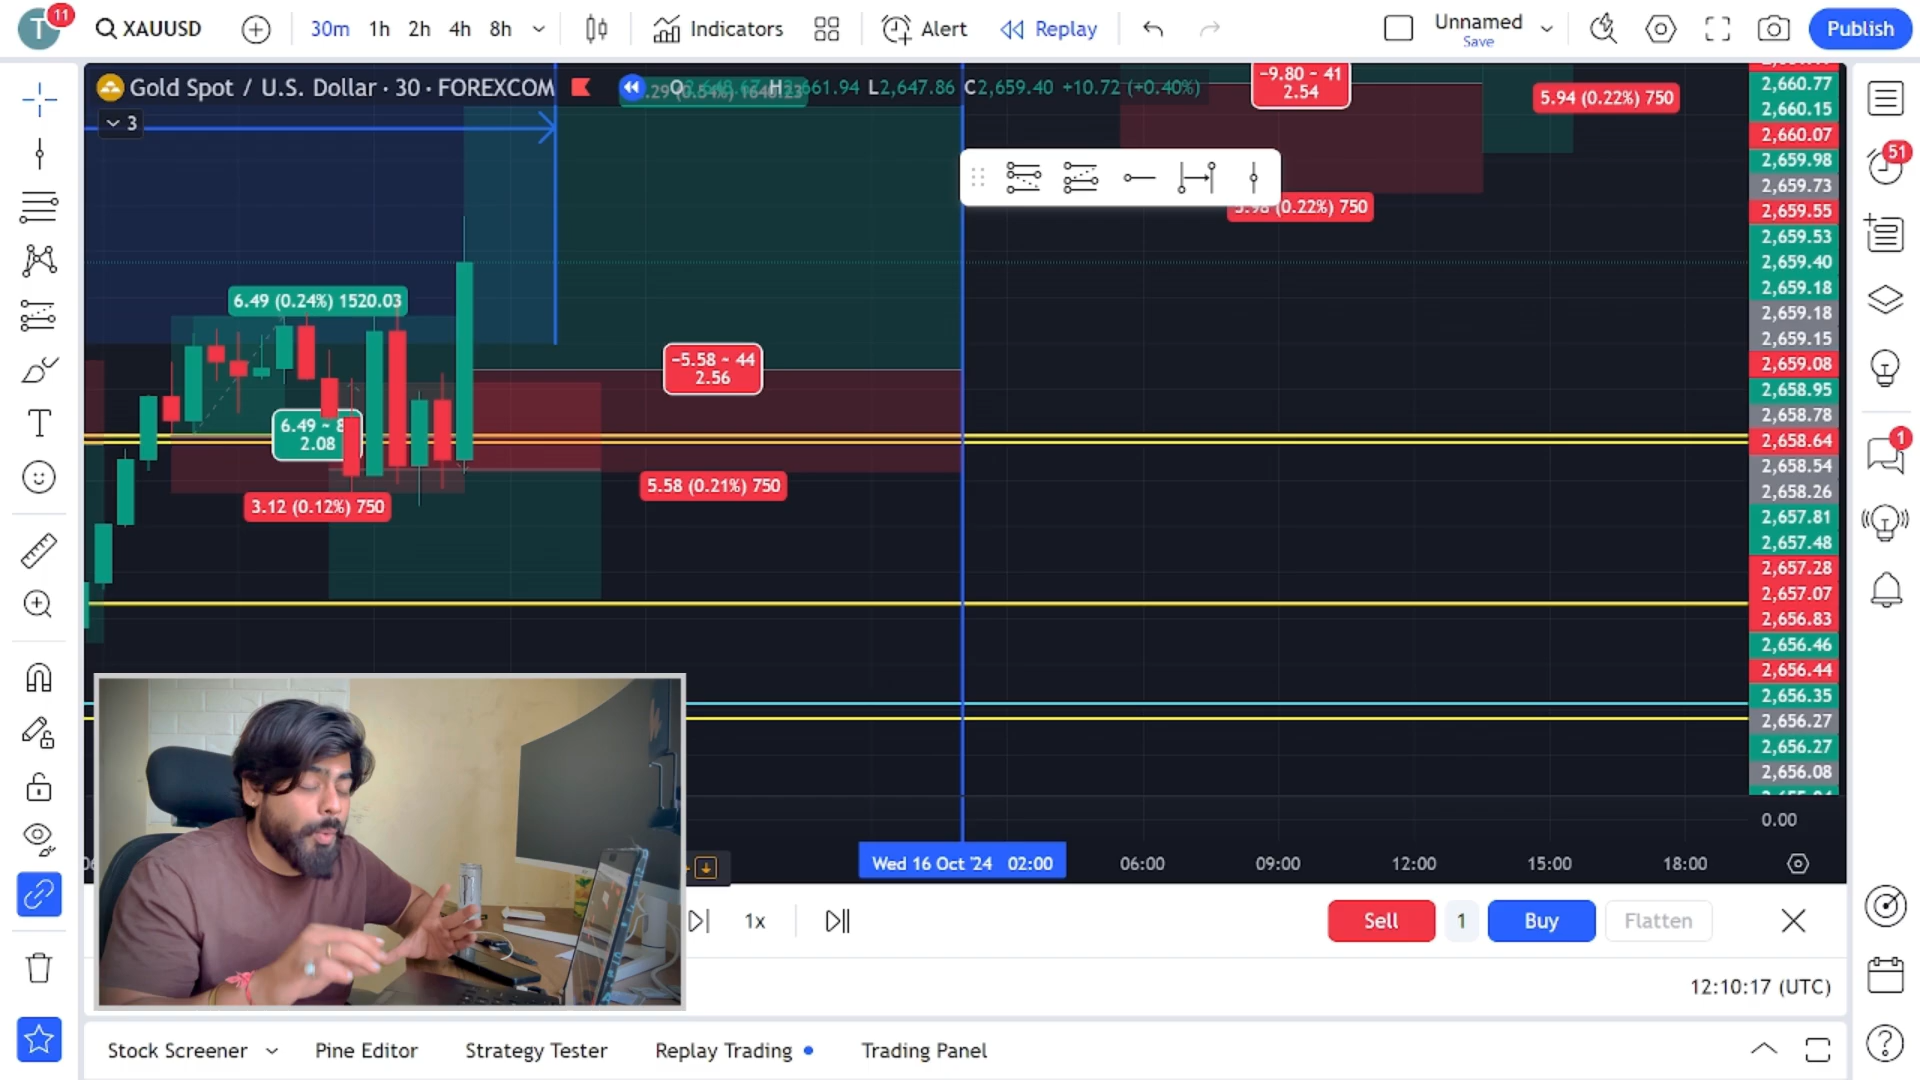 T
11
XAUUSD
30m 1h 2h 4h 8h
Indicators
Alert
Replay
Unnamed
Save
Publish
Gold Spot / U.S. Dollar · 30 · FOREXCOM
H L2,647.86 C2,659.40 +10.72 (+0.40%)
3
-9.80 ~ 41
2.54
5.94 (0.22%) 750
(0.22%) 750
6.49 (0.24%) 1520.03
-5.58 ~ 44
2.56
6.49 ~
2.08
5.58 (0.21%) 750
3.12 (0.12%) 750
2,660.77
2,660.15
2,660.07
2,659.98
2,659.73
2,659.55
2,659.53
2,659.40
2,659.18
2,659.18
2,659.15
2,659.08
2,658.95
2,658.78
2,658.64
2,658.54
2,658.26
2,657.81
2,657.48
2,657.28
2,657.07
2,656.83
2,656.46
2,656.44
2,656.35
2,656.27
2,656.27
2,656.08
0.00
51
1
Wed 16 Oct '24 02:00
06:00
09:00
12:00
15:00
18:00
1x
Sell
1
Buy
Flatten
12:10:17 (UTC)
Stock Screener
Pine Editor
Strategy Tester
Replay Trading
Trading Panel